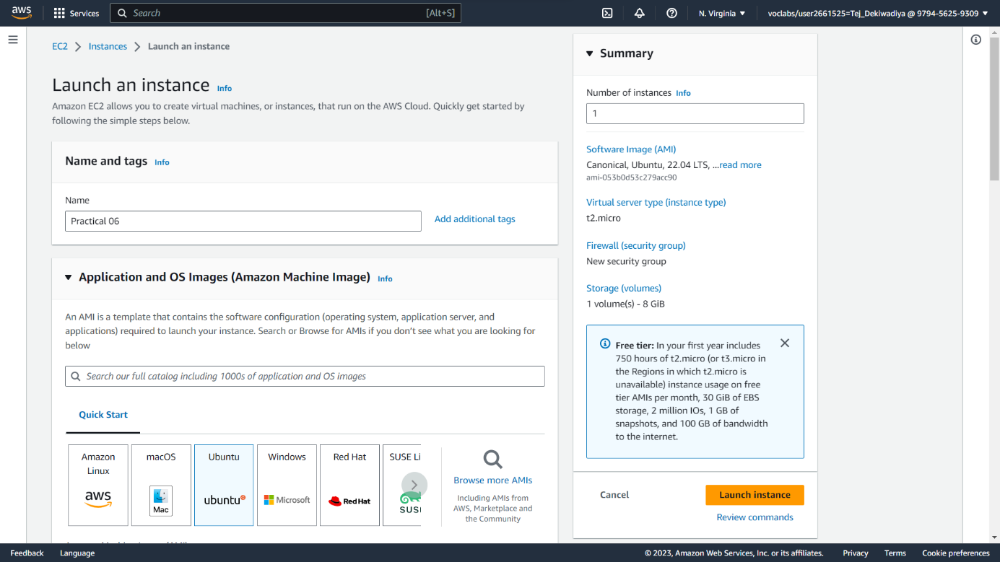 aws
Services
Search
[Alt+S]
N. Virginia
voclabs/user2661525=Tej_Dekiwadiya @ 9794-5625-9309
EC2
Instances
Launch an instance
Launch an instance Info
Amazon EC2 allows you to create virtual machines, or instances, that run on the AWS Cloud. Quickly get started by
following the simple steps below.
Name and tags Info
Name
Practical 06
Add additional tags
Application and OS Images (Amazon Machine Image) Info
An AMI is a template that contains the software configuration (operating system, application server, and
applications) required to launch your instance. Search or Browse for AMIs if you don't see what you are looking for
below
Search our full catalog including 1000s of application and OS images
Quick Start
Amazon
Linux
aws
macOS
Mac
Ubuntu
ubuntu
Windows
Microsoft
Red Hat
Red Hat
SUSE Li
SUS
Browse more AMIs
Including AMIs from
AWS, Marketplace and
the Community
Summary
Number of instances Info
1
Software Image (AMI)
Canonical, Ubuntu, 22.04 LTS, ...read more
ami-053b0d53c279acc90
Virtual server type (instance type)
t2.micro
Firewall (security group)
New security group
Storage (volumes)
1 volume(s) - 8 GiB
Free tier: In your first year includes
750 hours of t2.micro (or t3.micro in
the Regions in which t2.micro is
unavailable) instance usage on free
tier AMIs per month, 30 GiB of EBS
storage, 2 million IOs, 1 GB of
snapshots, and 100 GB of bandwidth
to the internet.
Cancel
Launch instance
Review commands
Feedback
Language
© 2023, Amazon Web Services, Inc. or its affiliates.
Privacy
Terms
Cookie preferences